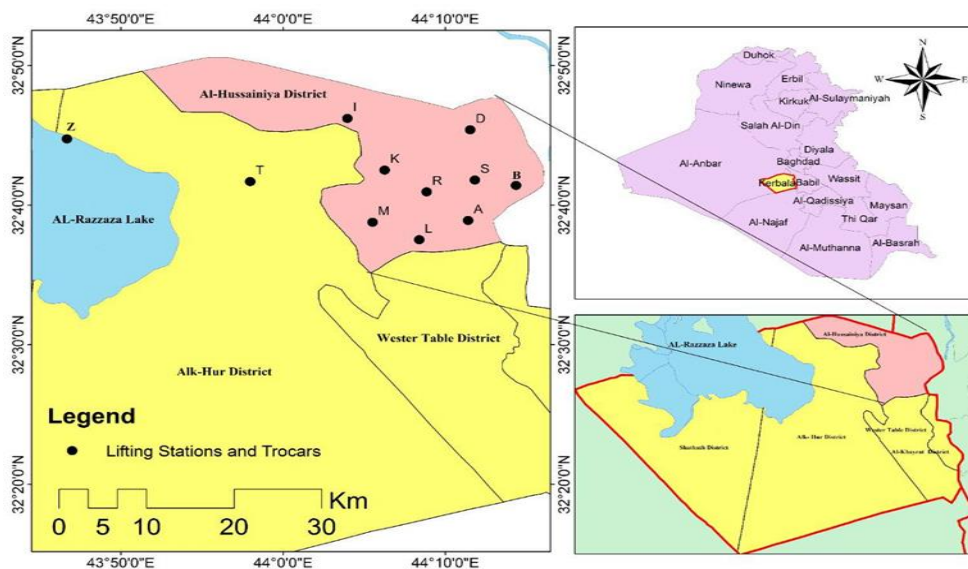 43°50'0"E
44°0'0"E
44°10'0"E
32°50'0"N
32°40'0"N
32°30'0"N
32°20'0"N
Al-Hussainiya District
I
D
Z
K
S
T
R
B
AL-Razzaza Lake
M
A
L
Wester Table District
Alk-Hur District
Legend
Lifting Stations and Trocars
0 5 10 20 30 Km
43°50'0"E
44°0'0"E
44°10'0"E
32°50'0"N
32°40'0"N
32°30'0"N
32°20'0"N
N
W
E
S
Duhok
Ninewa
Erbil
Kirkuk
Al-Sulaymaniyah
Salah Al-Din
Diyala
Al-Anbar
Baghdad
Kerbala
Babil
Wassit
Al-Qadissiya
Maysan
Al-Najaf
Thi Qar
Al-Muthanna
Al-Basrah
Al-Hussainiya District
AL-Razzaza Lake
Wester Table District
Alk-Hur District
Al-Khayrat District